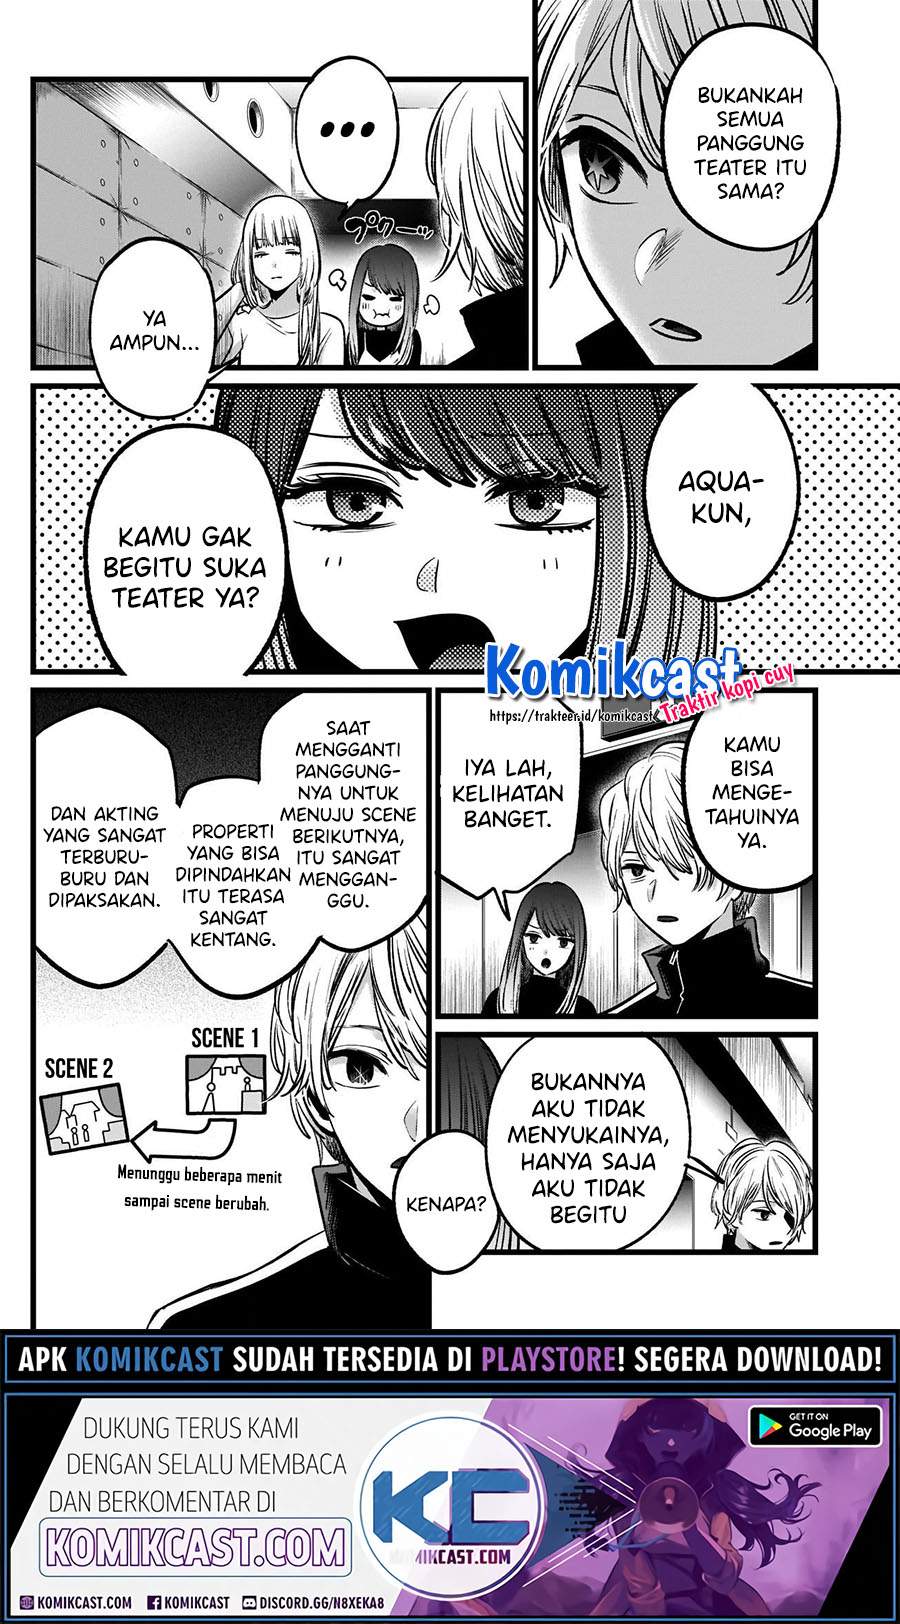 BUKANKAH
SEMUA
PANGGUNG
TEATER ITU
SAMA?
●●●
プクーーッ
YA
AMPUN...
AQUA-
KUN,
KAMU GAK
BEGITU SUKA
TEATER YA?
Komikcast
Traktir kopi cuy
https://trakteer.id/komikcast
KAMU
BISA
MENGE-
TAHUINYA
YA.
IYA LAH,
KELIHATAN
BANGET.
BUKANNYA
AKU TIDAK
MENYUKAINYA,
HANYA SAJA
AKU TIDAK
BEGITU
KENAPA?
SAAT
MENGGANTI
PANGGUNG-
NYA UNTUK
MENUJU SCENE
BERIKUTNYA,
ITU SANGAT
MENGGAN-
GGU.
PROPERTI
YANG BISA
DIPINDAHKAN
ITU TERASA
SANGAT
KENTANG.
DAN AKTING
YANG SANGAT
TERBURU-
BURU DAN
DIPAKSAKAN.
SCENE 1
SCENE 2
Menunggu beberapa menit
sampai scene berubah.
APK KOMIKCAST SUDAH TERSEDIA DI PLAYSTORE! SEGERA DOWNLOAD!
DUKUNG TERUS KAMI
DENGAN SELALU MEMBACA
DAN BERKOMENTAR DI
KOMIKCAST.COM
KC
KOMIKCAST.COM
GET IT ON
Google Play
KOMIKCAST.COM
KOMIKCAST
DISCORD.GG/N8XEKA8